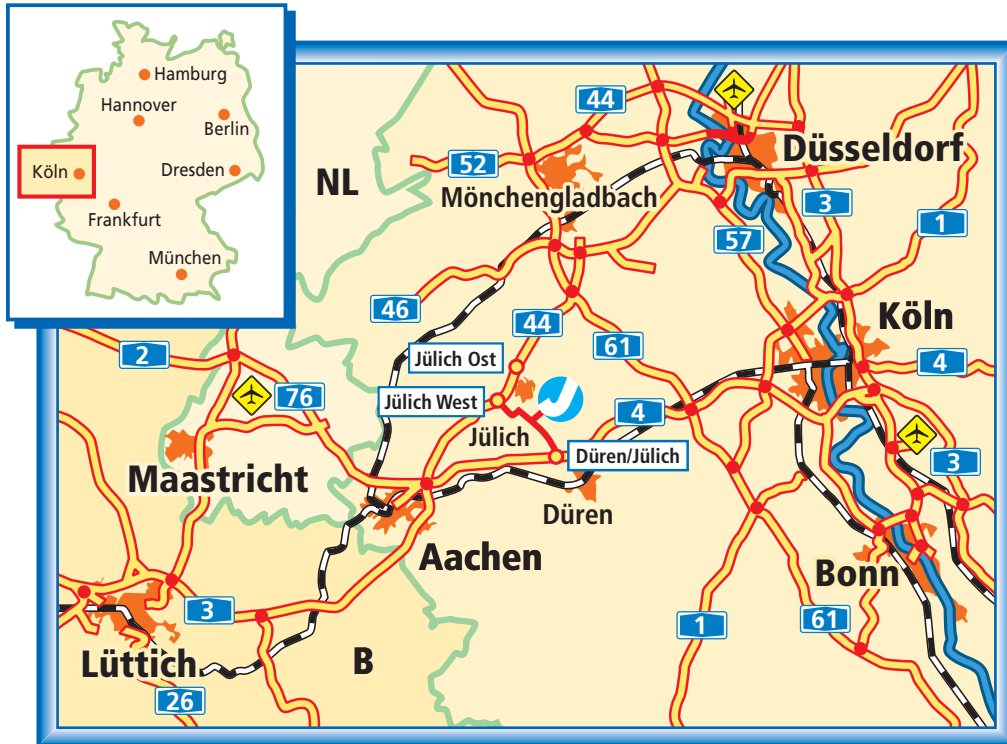 Hamburg
Hannover
Berlin
Köln
Dresden
Frankfurt
München
44
Düsseldorf
52
NL
Mönchengladbach
3
1
57
46
Köln
44
61
2
Jülich Ost
4
76
Jülich West
4
Jülich
Düren/Jülich
Maastricht
3
Düren
Aachen
Bonn
3
1
61
B
Lüttich
26